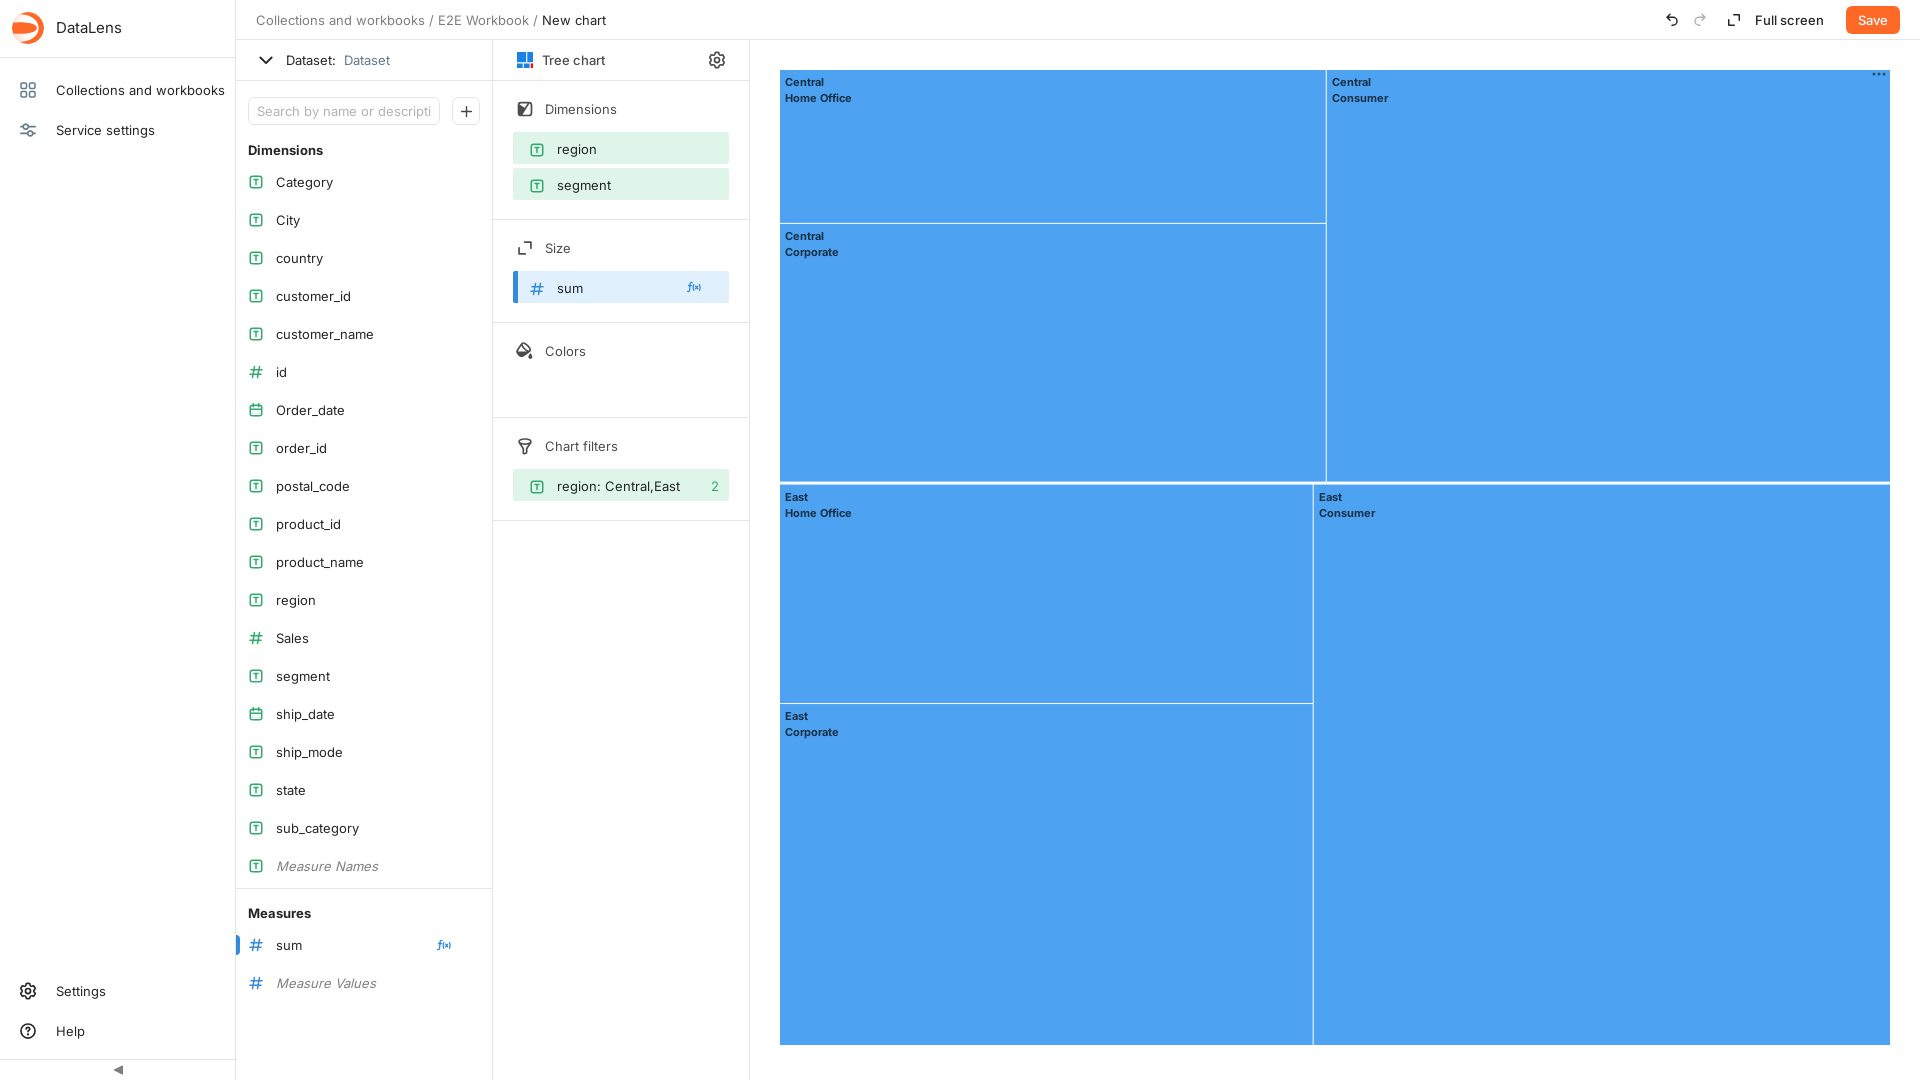 DataLens
Collections and workbooks
Service settings
Settings
Help
Collections and workbooks / E2E Workbook / New chart
Full screen
Save
Dataset: Dataset
Search by name or descripti
Dimensions
Category
City
country
customer_id
customer_name
id
Order_date
order_id
postal_code
product_id
product_name
region
Sales
segment
ship_date
ship_mode
state
sub_category
Measure Names
Measures
sum
Measure Values
Tree chart
Dimensions
region
segment
Size
sum
Colors
Chart filters
region: Central,East 2
Central
Home Office
Central
Consumer
Central
Corporate
East
Home Office
East
Consumer
East
Corporate